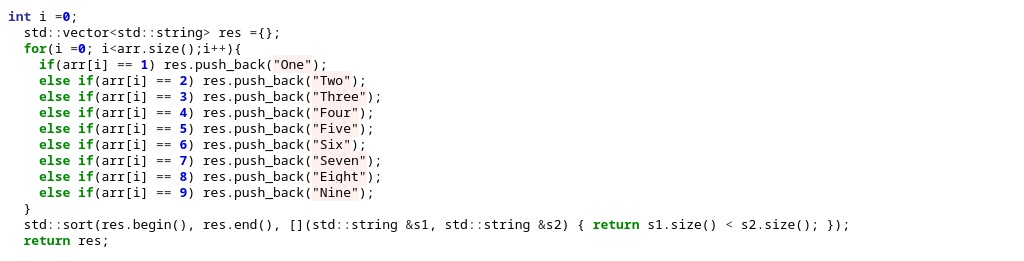 int i =0;
  std::vector<std::string> res ={};
  for(i =0; i<arr.size();i++){
    if(arr[i] == 1) res.push_back("One");
    else if(arr[i] == 2) res.push_back("Two");
    else if(arr[i] == 3) res.push_back("Three");
    else if(arr[i] == 4) res.push_back("Four");
    else if(arr[i] == 5) res.push_back("Five");
    else if(arr[i] == 6) res.push_back("Six");
    else if(arr[i] == 7) res.push_back("Seven");
    else if(arr[i] == 8) res.push_back("Eight");
    else if(arr[i] == 9) res.push_back("Nine");
  }
  std::sort(res.begin(), res.end(), [](std::string &s1, std::string &s2) { return s1.size() < s2.size(); });
  return res;